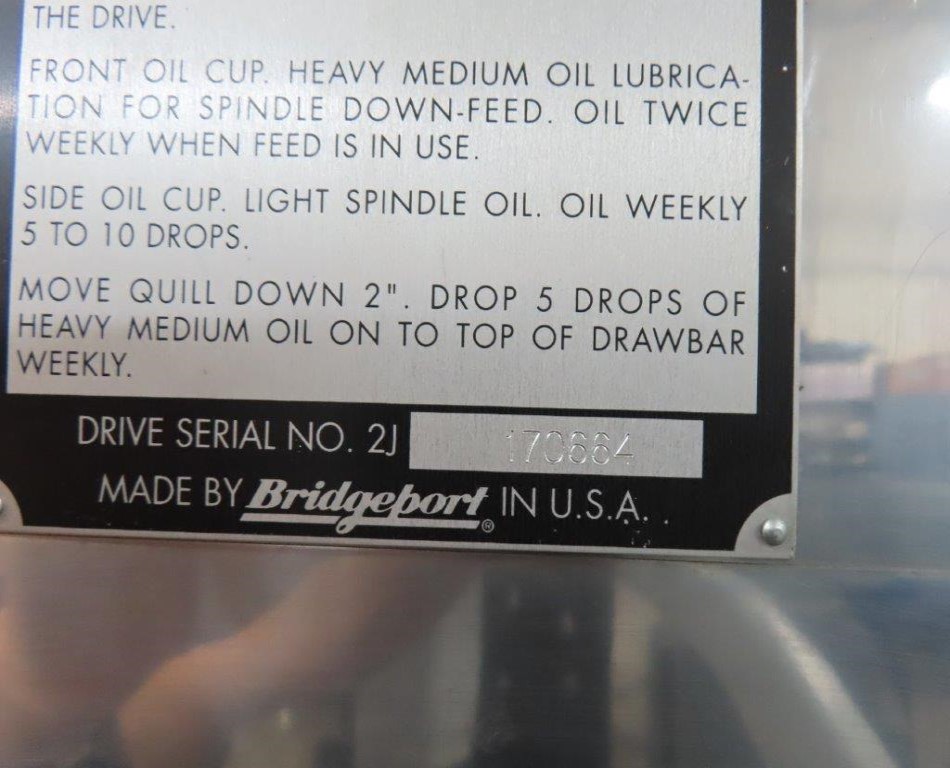 THE DRIVE.
FRONT OIL CUP. HEAVY MEDIUM OIL LUBRICA-
TION FOR SPINDLE DOWN-FEED. OIL TWICE
WEEKLY WHEN FEED IS IN USE.
SIDE OIL CUP. LIGHT SPINDLE OIL. OIL WEEKLY
5 TO 10 DROPS.
MOVE QUILL DOWN 2". DROP 5 DROPS OF
HEAVY MEDIUM OIL ON TO TOP OF DRAWBAR
WEEKLY.
DRIVE SERIAL NO. 2J 170664
MADE BY Bridgeport ® IN U.S.A.